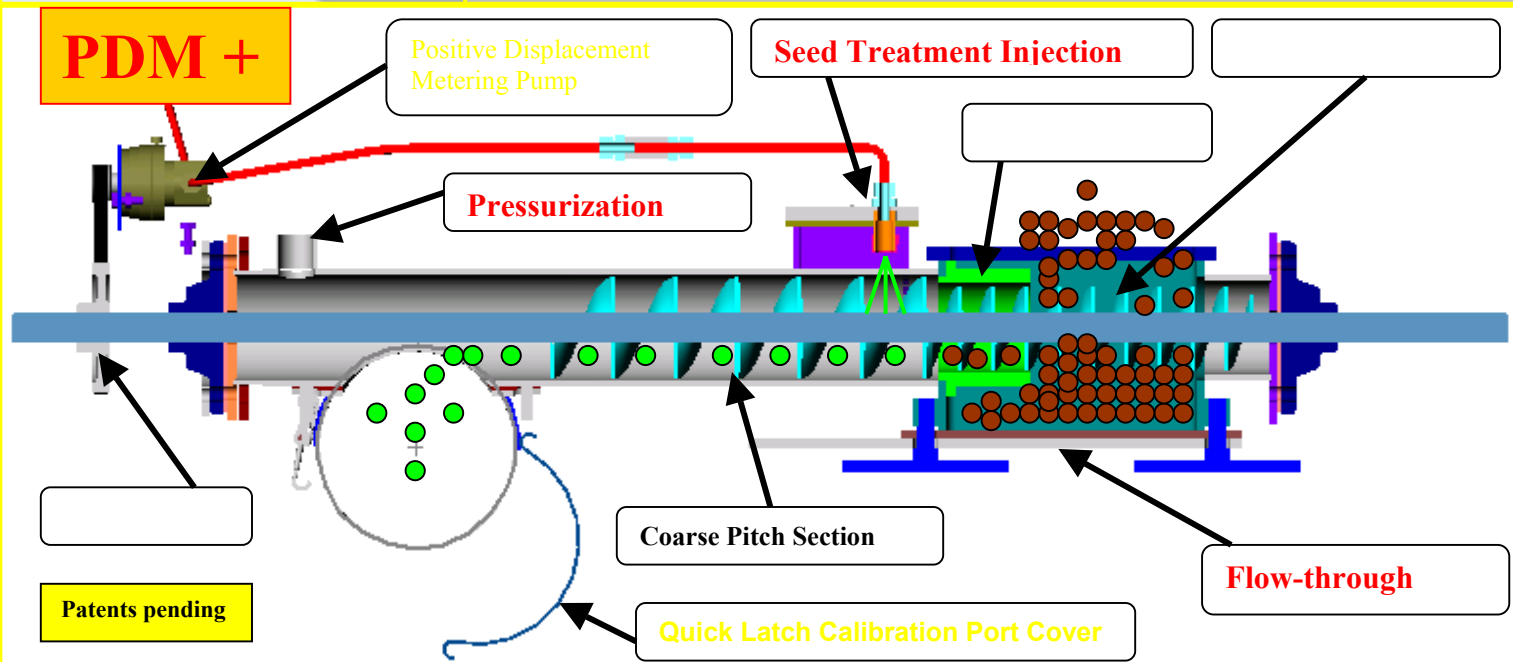 PDM +
Positive Displacement
Metering Pump
Seed Treatment Injection
Pressurization
Coarse Pitch Section
Flow-through
Patents pending
Quick Latch Calibration Port Cover